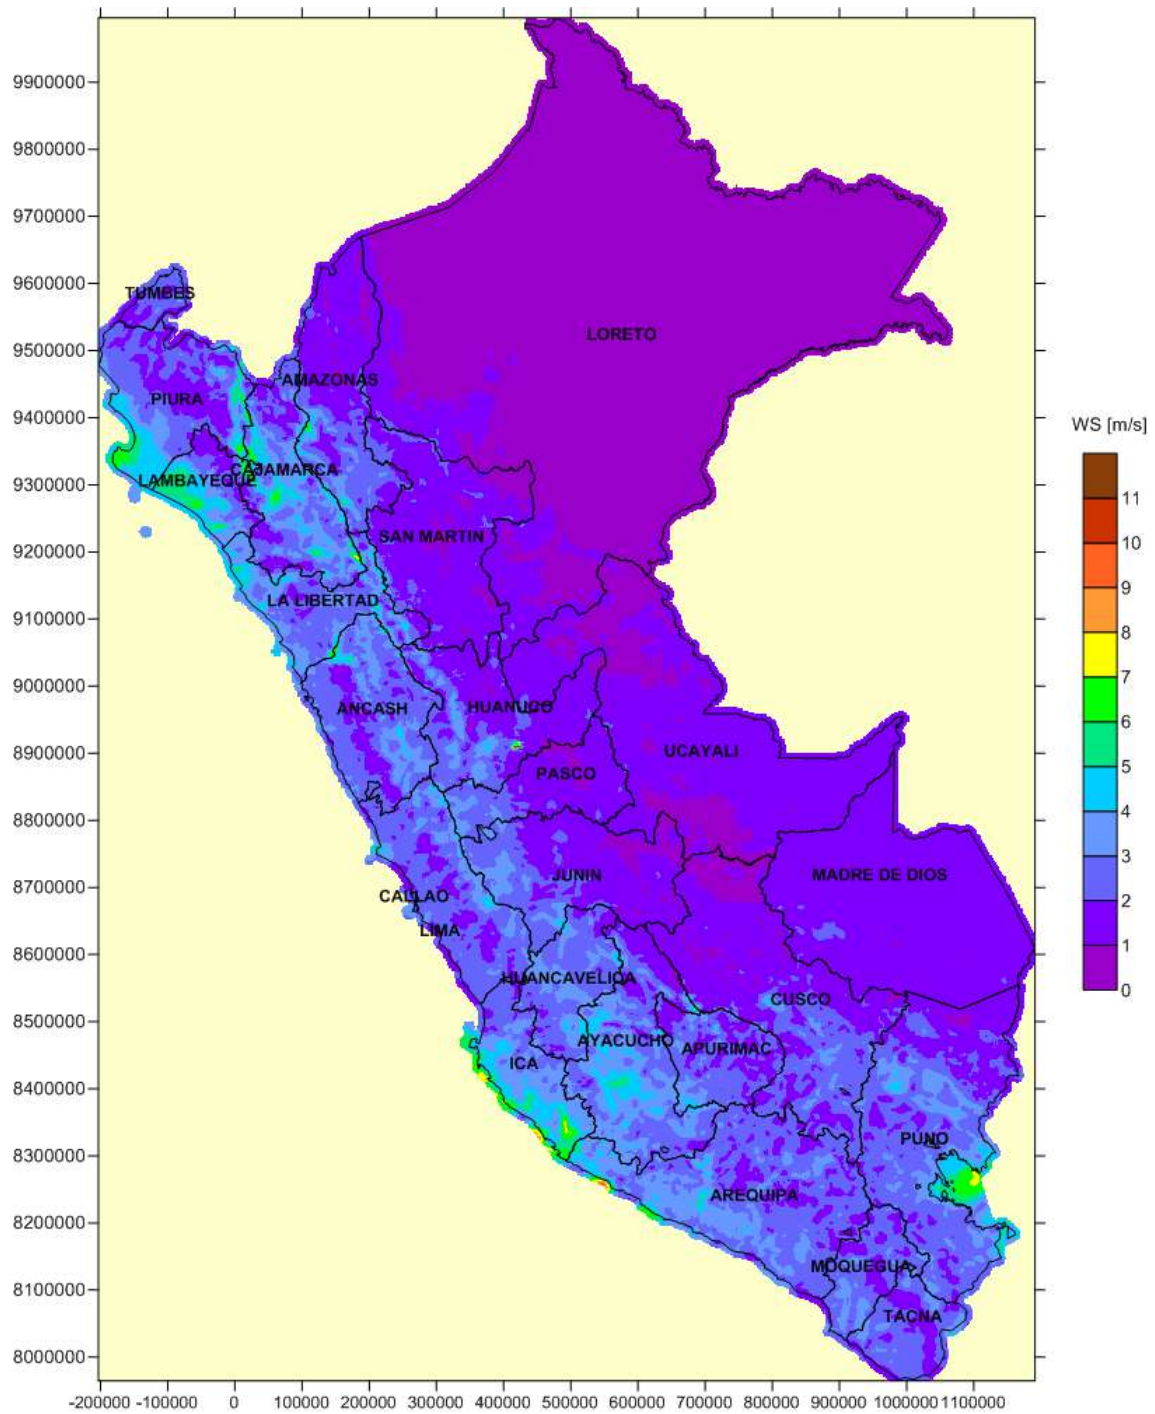 9900000
9800000
9700000
9600000
9500000
9400000
9300000
9200000
9100000
9000000
8900000
8800000
8700000
8600000
8500000
8400000
8300000
8200000
8100000
8000000
-200000 -100000 0 100000 200000 300000 400000 500000 600000 700000 800000 900000 1000000 1100000
TUMBES
LORETO
AMAZONAS
PIURA
CAJAMARCA
LAMBAYEQUE
SAN MARTIN
LA LIBERTAD
ANCASH
HUANUCO
UCAYALI
PASCO
JUNIN
MADRE DE DIOS
CALLAO
LIMA
HUANCAVELICA
CUSCO
AYACUCHO
APURIMAC
ICA
PUNO
AREQUIPA
MOQUEGUA
TACNA
WS [m/s]
11
10
9
8
7
6
5
4
3
2
1
0